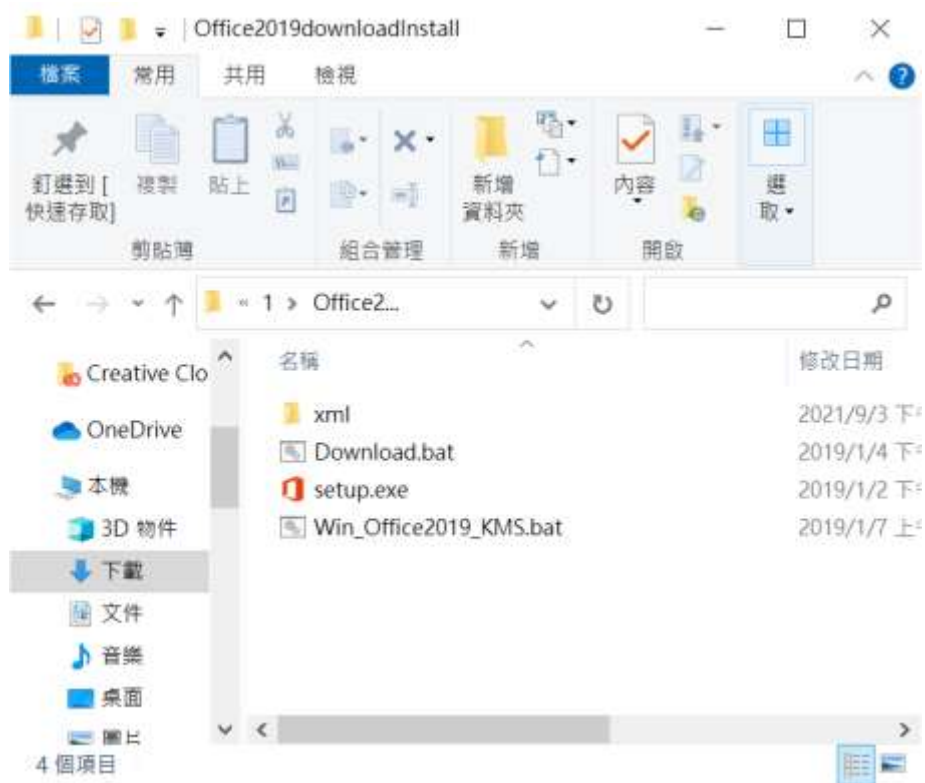 Office2019downloadInstall
檔案 常用 共用 檢視
釘選到 [
快速存取]
複製
貼上
新增
資料夾
內容
選
取
剪貼簿 組合管理 新增 開啟
« 1 › Office2...
名稱 修改日期
Creative Clo
OneDrive
本機
3D 物件
下載
文件
音樂
桌面
圖片
xml 2021/9/3 下
Download.bat 2019/1/4 下
setup.exe 2019/1/2 下
Win_Office2019_KMS.bat 2019/1/7 上
4 個項目